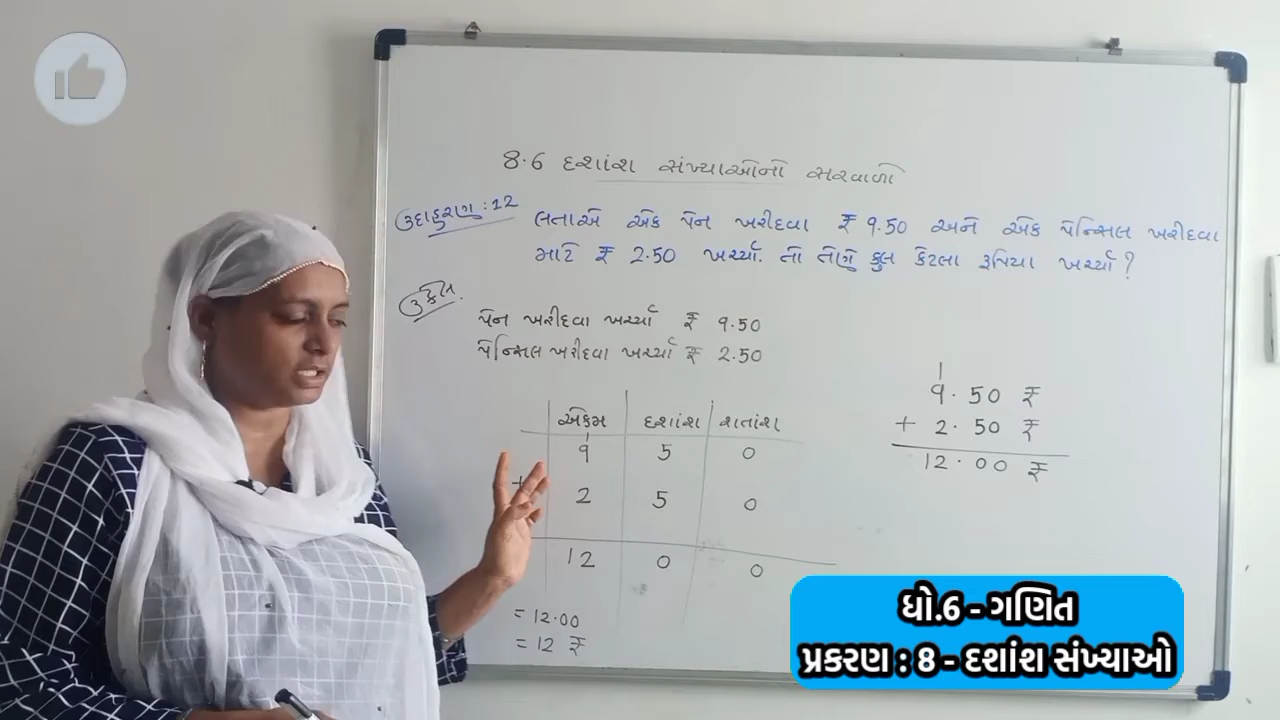 8.6 દશાંશ સંખ્યાઓનો સરવાળો
ઉદાહરણ : 12
લતાએ એક પેન ખરીદવા ₹ 9.50 અને એક પેન્સિલ ખરીદવા
માટે ₹ 2.50 ખર્ચ્યા. તો તેણે કુલ કેટલા રૂપિયા ખર્ચ્યા ?
ઉકેલ.
પેન ખરીદવા ખર્ચ્યા ₹ 9.50
પેન્સિલ ખરીદવા ખર્ચ્યા ₹ 2.50
એકમ દશાંશ શતાંશ
1
9 5 0
+ 2 5 0
12 0 0
= 12.00
= 12 ₹
1
9.50 ₹
+ 2.50 ₹
12.00 ₹
ધો.6 - ગણિત
પ્રકરણ : 8 - દશાંશ સંખ્યાઓ